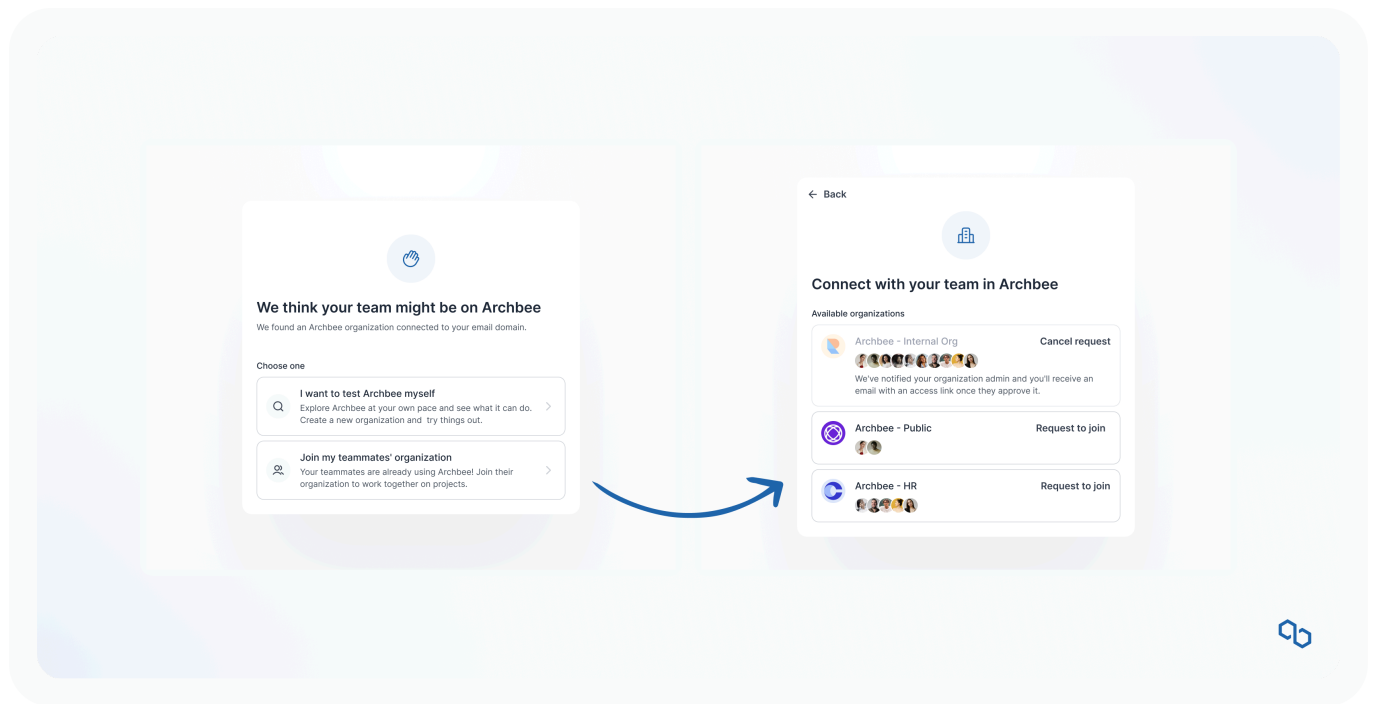 We think your team might be on Archbee
We found an Archbee organization connected to your email domain.
Choose one
I want to test Archbee myself
Explore Archbee at your own pace and see what it can do.
Create a new organization and try things out.
Join my teammates' organization
Your teammates are already using Archbee! Join their
organization to work together on projects.
Back
Connect with your team in Archbee
Available organizations
Archbee - Internal Org
Cancel request
We've notified your organization admin and you'll receive an
email with an access link once they approve it.
Archbee - Public
Request to join
Archbee - HR
Request to join